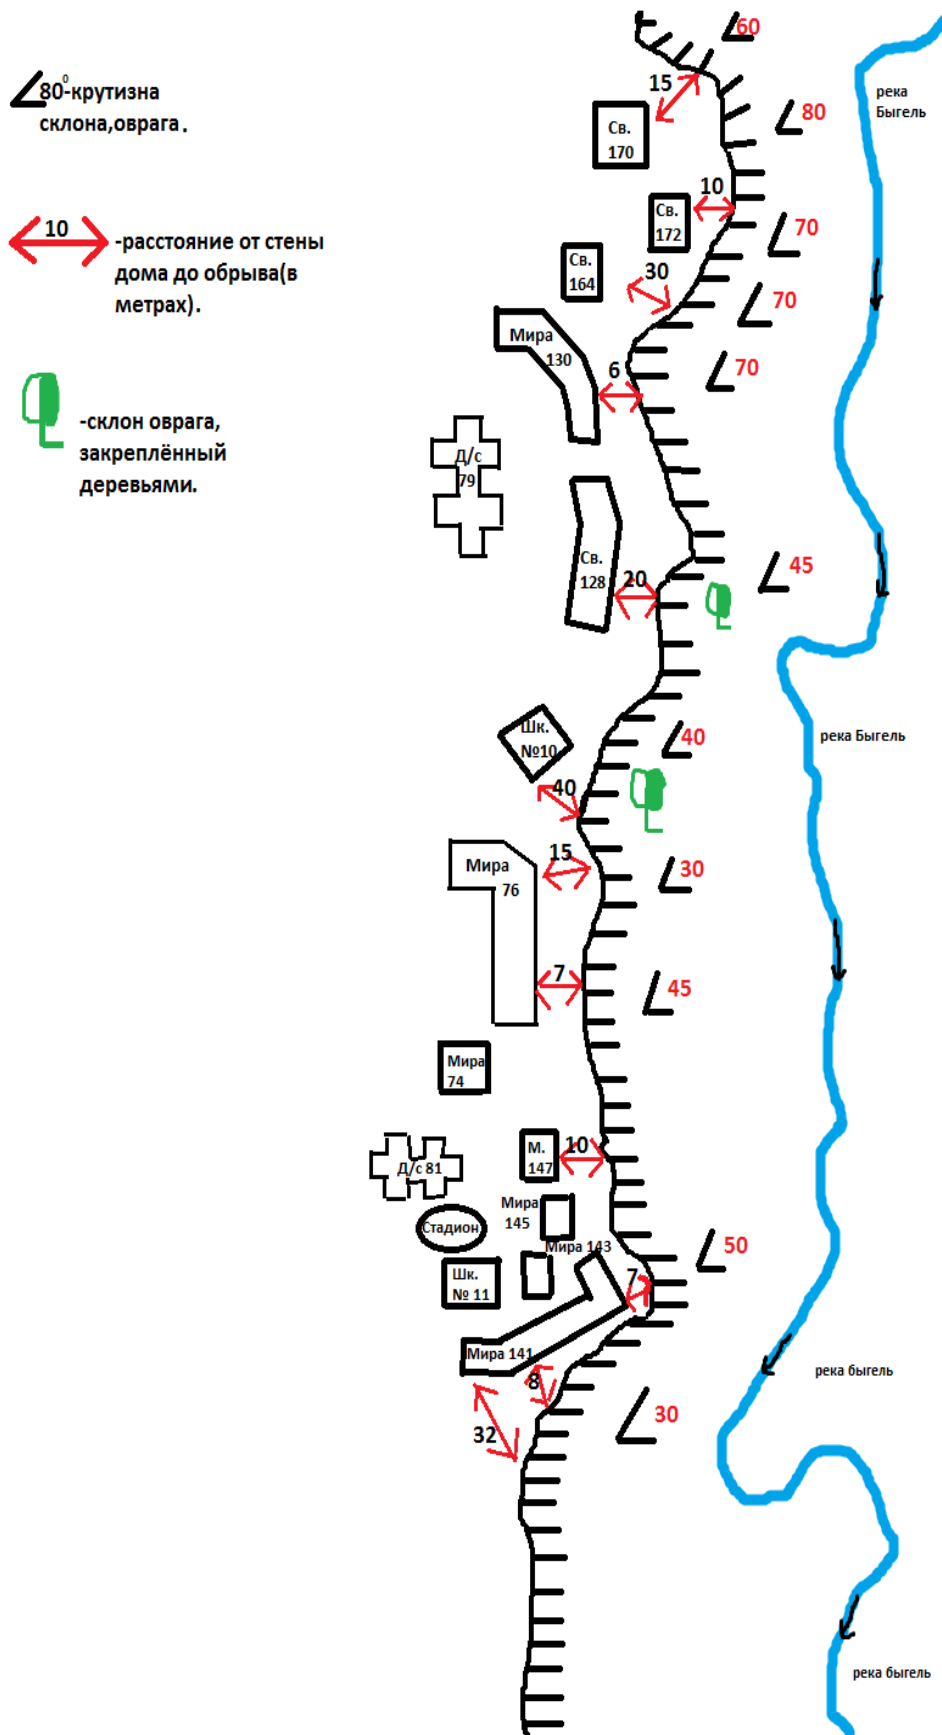 60
80⁰-крутизна
склона,оврага.
15
река
Быгель
80
Св.
170
10
Св.
172
10
-расстояние от стены
дома до обрыва(в
метрах).
70
Св.
164
30
70
Мира
130
6
70
-склон оврага,
закреплённый
деревьями.
Д/с
79
Св.
128
20
45
Шк.
№10
40
река Быгель
40
15
Мира
76
30
7
45
Мира
74
М.
147
10
Д/с 81
Мира
145
Стадион
Мира 143
50
Шк.
№ 11
7
Мира 141
8
река быгель
32
30
река быгель